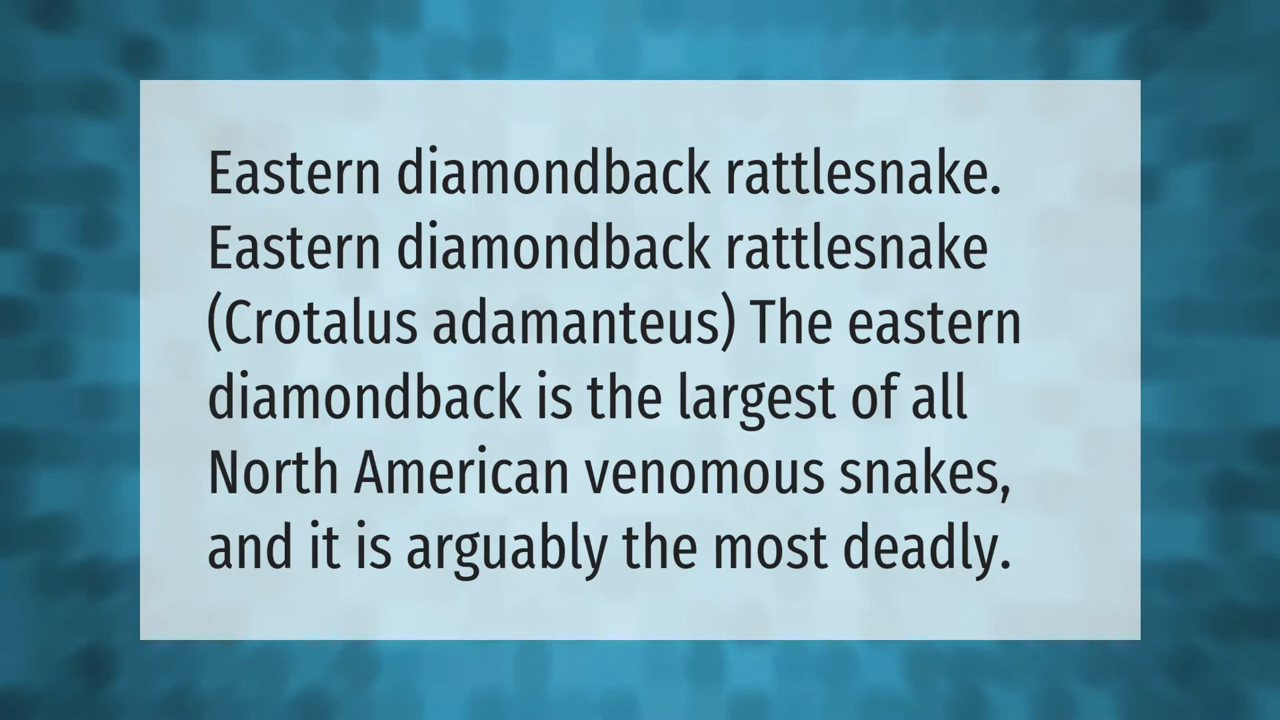 Eastern diamondback rattlesnake.
Eastern diamondback rattlesnake
(Crotalus adamanteus) The eastern
diamondback is the largest of all
North American venomous snakes,
and it is arguably the most deadly.